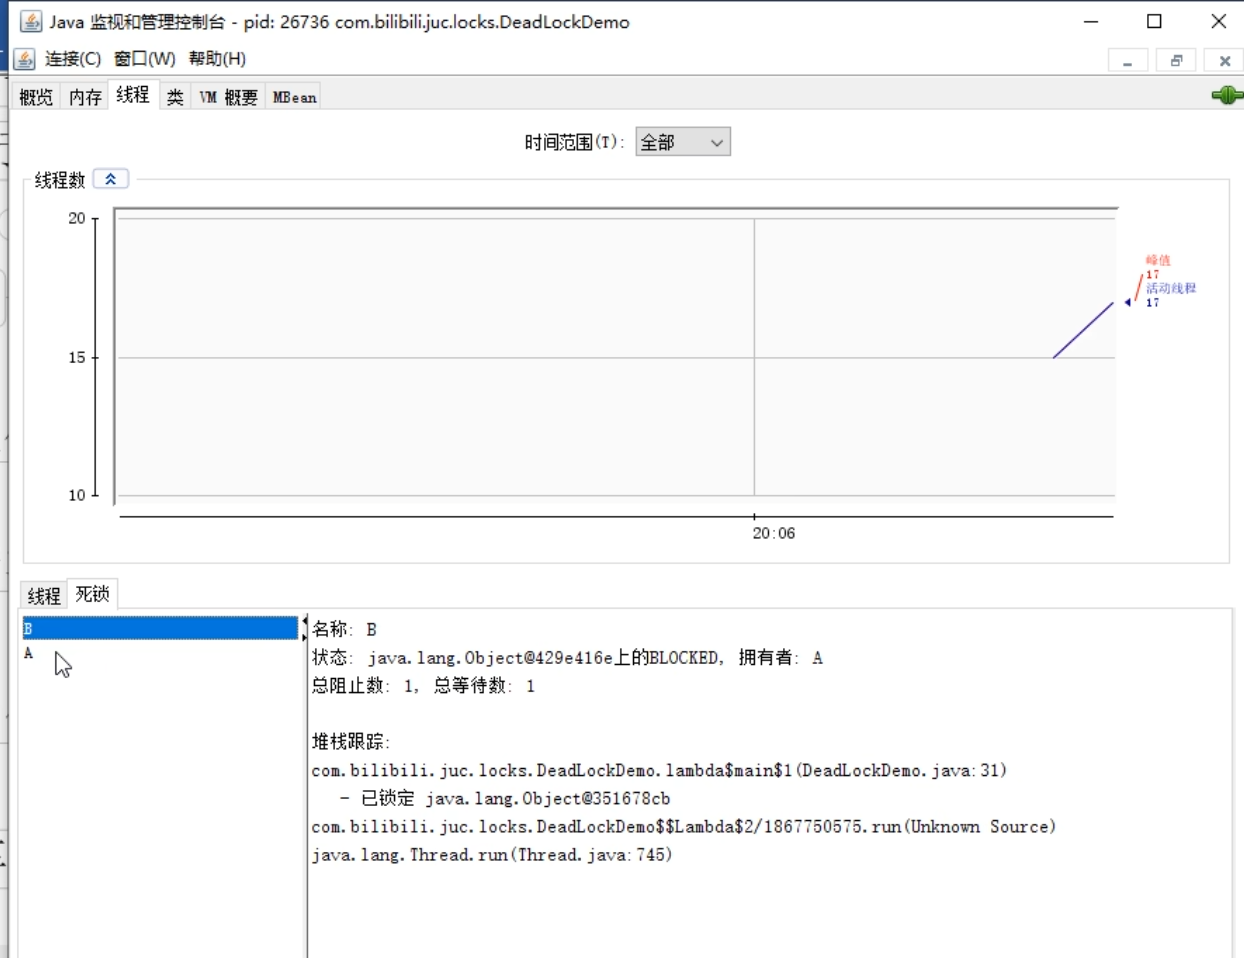 Java 监视和管理控制台 - pid: 26736 com.bilibili.juc.locks.DeadLockDemo
连接(C) 窗口(W) 帮助(H)
概览 内存 线程 类 VM 概要 MBean
时间范围(T): 全部
线程数
20
15
10
峰值
17
活动线程
17
20:06
线程 死锁
B
A
名称: B
状态: java.lang.Object@429e416e上的BLOCKED, 拥有者: A
总阻止数: 1, 总等待数: 1
堆栈跟踪:
com.bilibili.juc.locks.DeadLockDemo.lambda$main$1(DeadLockDemo.java:31)
- 已锁定 java.lang.Object@351678cb
com.bilibili.juc.locks.DeadLockDemo$$Lambda$2/1867750575.run(Unknown Source)
java.lang.Thread.run(Thread.java:745)